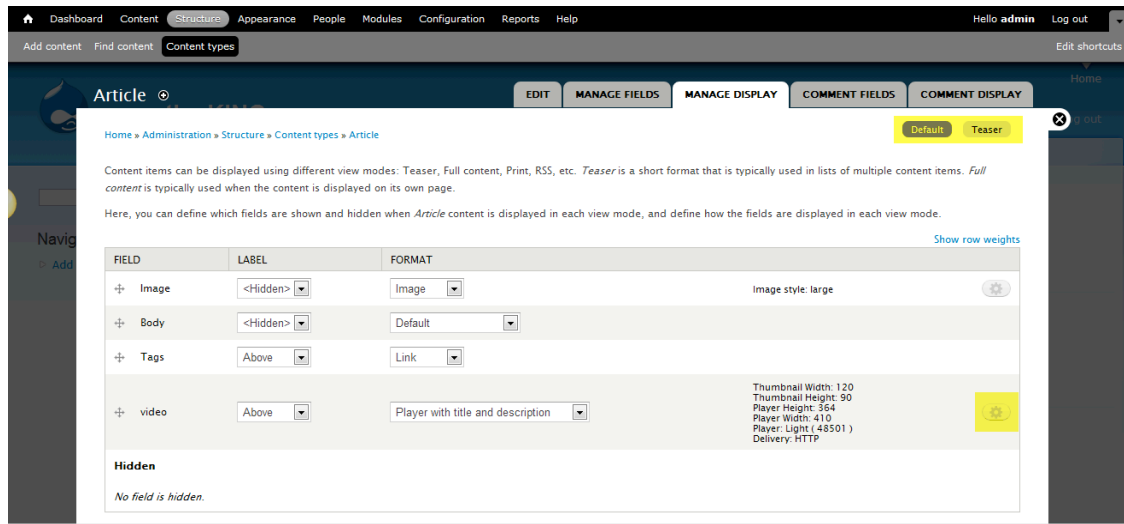 Dashboard Content Structure Appearance People Modules Configuration Reports Help Hello admin Log out
Add content Find content Content types Edit shortcuts
Home
Article EDIT MANAGE FIELDS MANAGE DISPLAY COMMENT FIELDS COMMENT DISPLAY
Home » Administration » Structure » Content types » Article Default Teaser
Content items can be displayed using different view modes: Teaser, Full content, Print, RSS, etc. Teaser is a short format that is typically used in lists of multiple content items. Full
content is typically used when the content is displayed on its own page.
Here, you can define which fields are shown and hidden when Article content is displayed in each view mode, and define how the fields are displayed in each view mode.
Navig
Show row weights
Add
FIELD LABEL FORMAT
Image <Hidden> Image Image style: large
Body <Hidden> Default
Tags Above Link
video Above Player with title and description
Thumbnail Width: 120
Thumbnail Height: 90
Player Height: 364
Player Width: 410
Player: Light ( 48501 )
Delivery: HTTP
Hidden
No field is hidden.